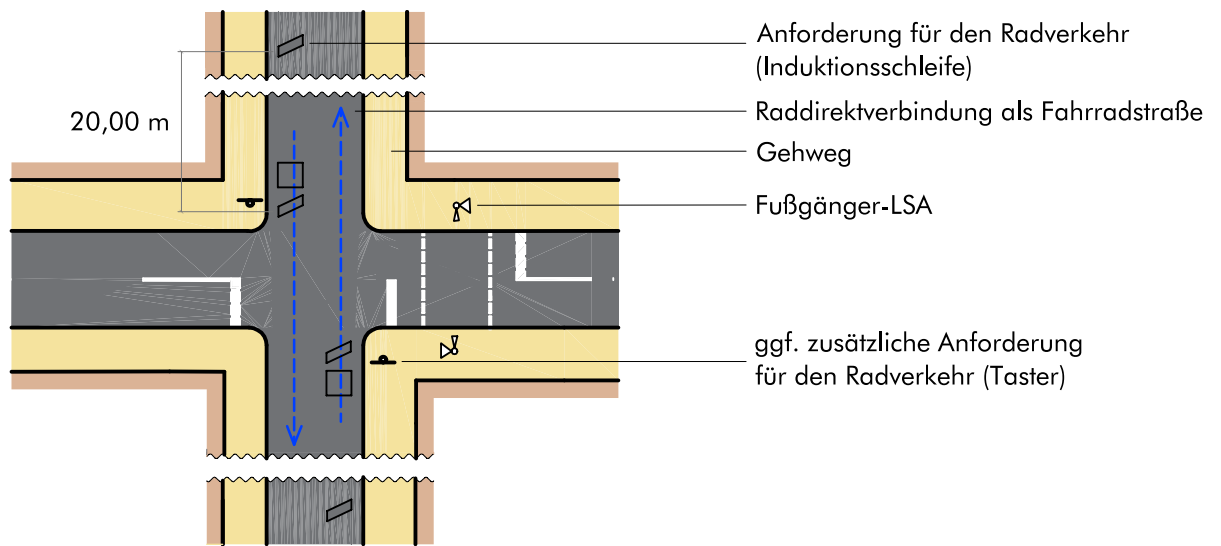 Anforderung für den Radverkehr
(Induktionsschleife)
Raddirektverbindung als Fahrradstraße
20,00 m
Gehweg
Fußgänger-LSA
ggf. zusätzliche Anforderung
für den Radverkehr (Taster)